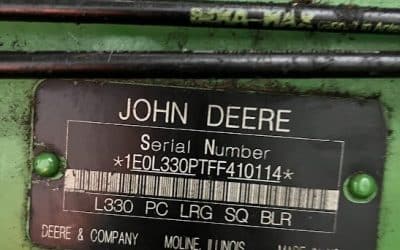 JOHN DEERE
Serial Number
*1E0L330PTFF410114*
L330 PC LRG SQ BLR
DEERE & COMPANY MOLINE, ILLINOIS